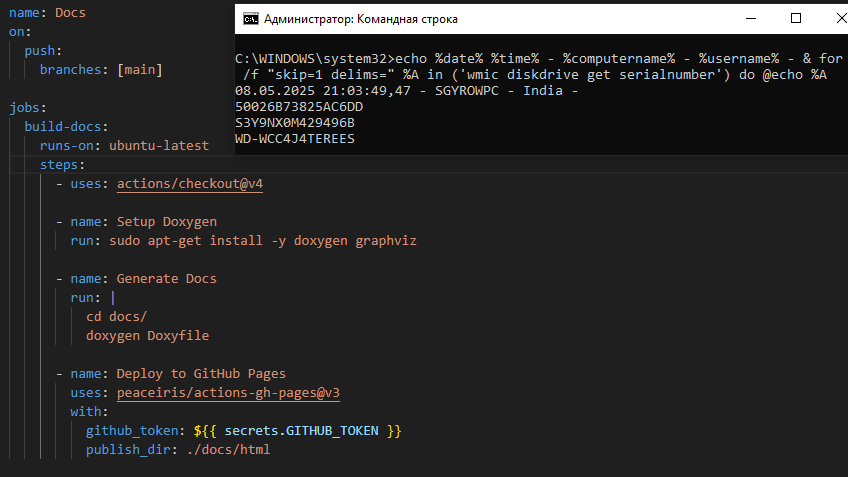 name: Docs
on:
push:
branches: [main]
jobs:
build-docs:
runs-on: ubuntu-latest
steps:
- uses: actions/checkout@v4
- name: Setup Doxygen
run: sudo apt-get install -y doxygen graphviz
- name: Generate Docs
run: |
cd docs/
doxygen Doxyfile
- name: Deploy to GitHub Pages
uses: peaceiris/actions-gh-pages@v3
with:
github_token: ${{ secrets.GITHUB_TOKEN }}
publish_dir: ./docs/html
Администратор: Командная строка
C:\WINDOWS\system32>echo %date% %time% - %computername% - %username% - & for
/f "skip=1 delims=" %A in ('wmic diskdrive get serialnumber') do @echo %A
08.05.2025 21:03:49,47 - SGYROWPC - India -
50026B73825AC6DD
S3Y9NX0M429496B
WD-WCC4J4TEREES